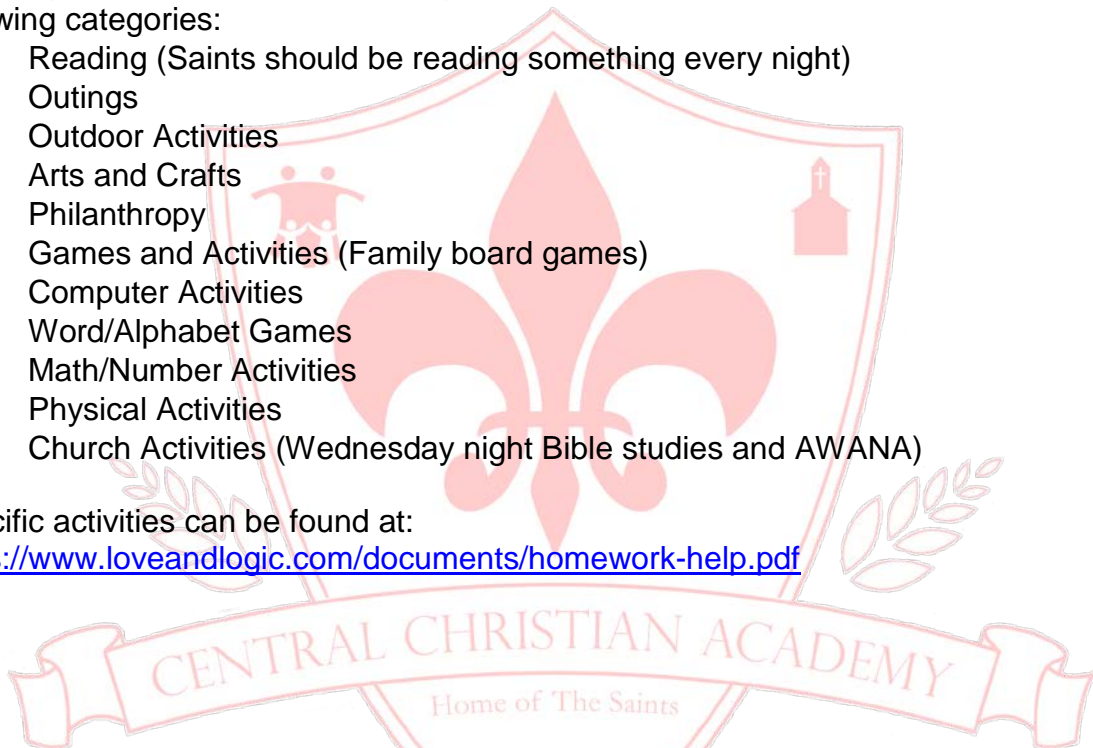 wing categories:
Reading (Saints should be reading something every night)
Outings
Outdoor Activities
Arts and Crafts
Philanthropy
Games and Activities (Family board games)
Computer Activities
Word/Alphabet Games
Math/Number Activities
Physical Activities
Church Activities (Wednesday night Bible studies and AWANA)
cific activities can be found at:
s://www.loveandlogic.com/documents/homework-help.pdf
CENTRAL CHRISTIAN ACADEMY
Home of The Saints